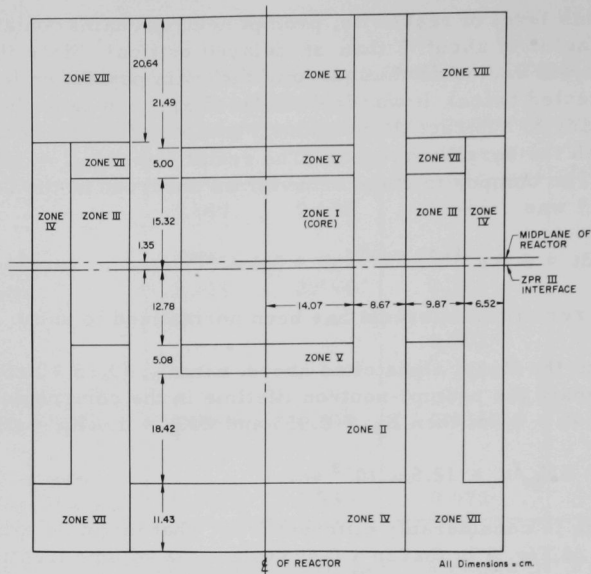 ZONE VIII
20.64
21.49
ZONE VI
ZONE VIII
ZONE VII
5.00
ZONE V
ZONE VII
ZONE IV
ZONE III
15.32
ZONE I
(CORE)
ZONE III
ZONE IV
1.35
MIDPLANE OF REACTOR
ZPR III INTERFACE
12.78
14.07
8.67
9.87
6.52
5.08
ZONE V
18.42
ZONE II
11.43
ZONE VII
ZONE IV
ZONE VII
℄ OF REACTOR
All Dimensions = cm.